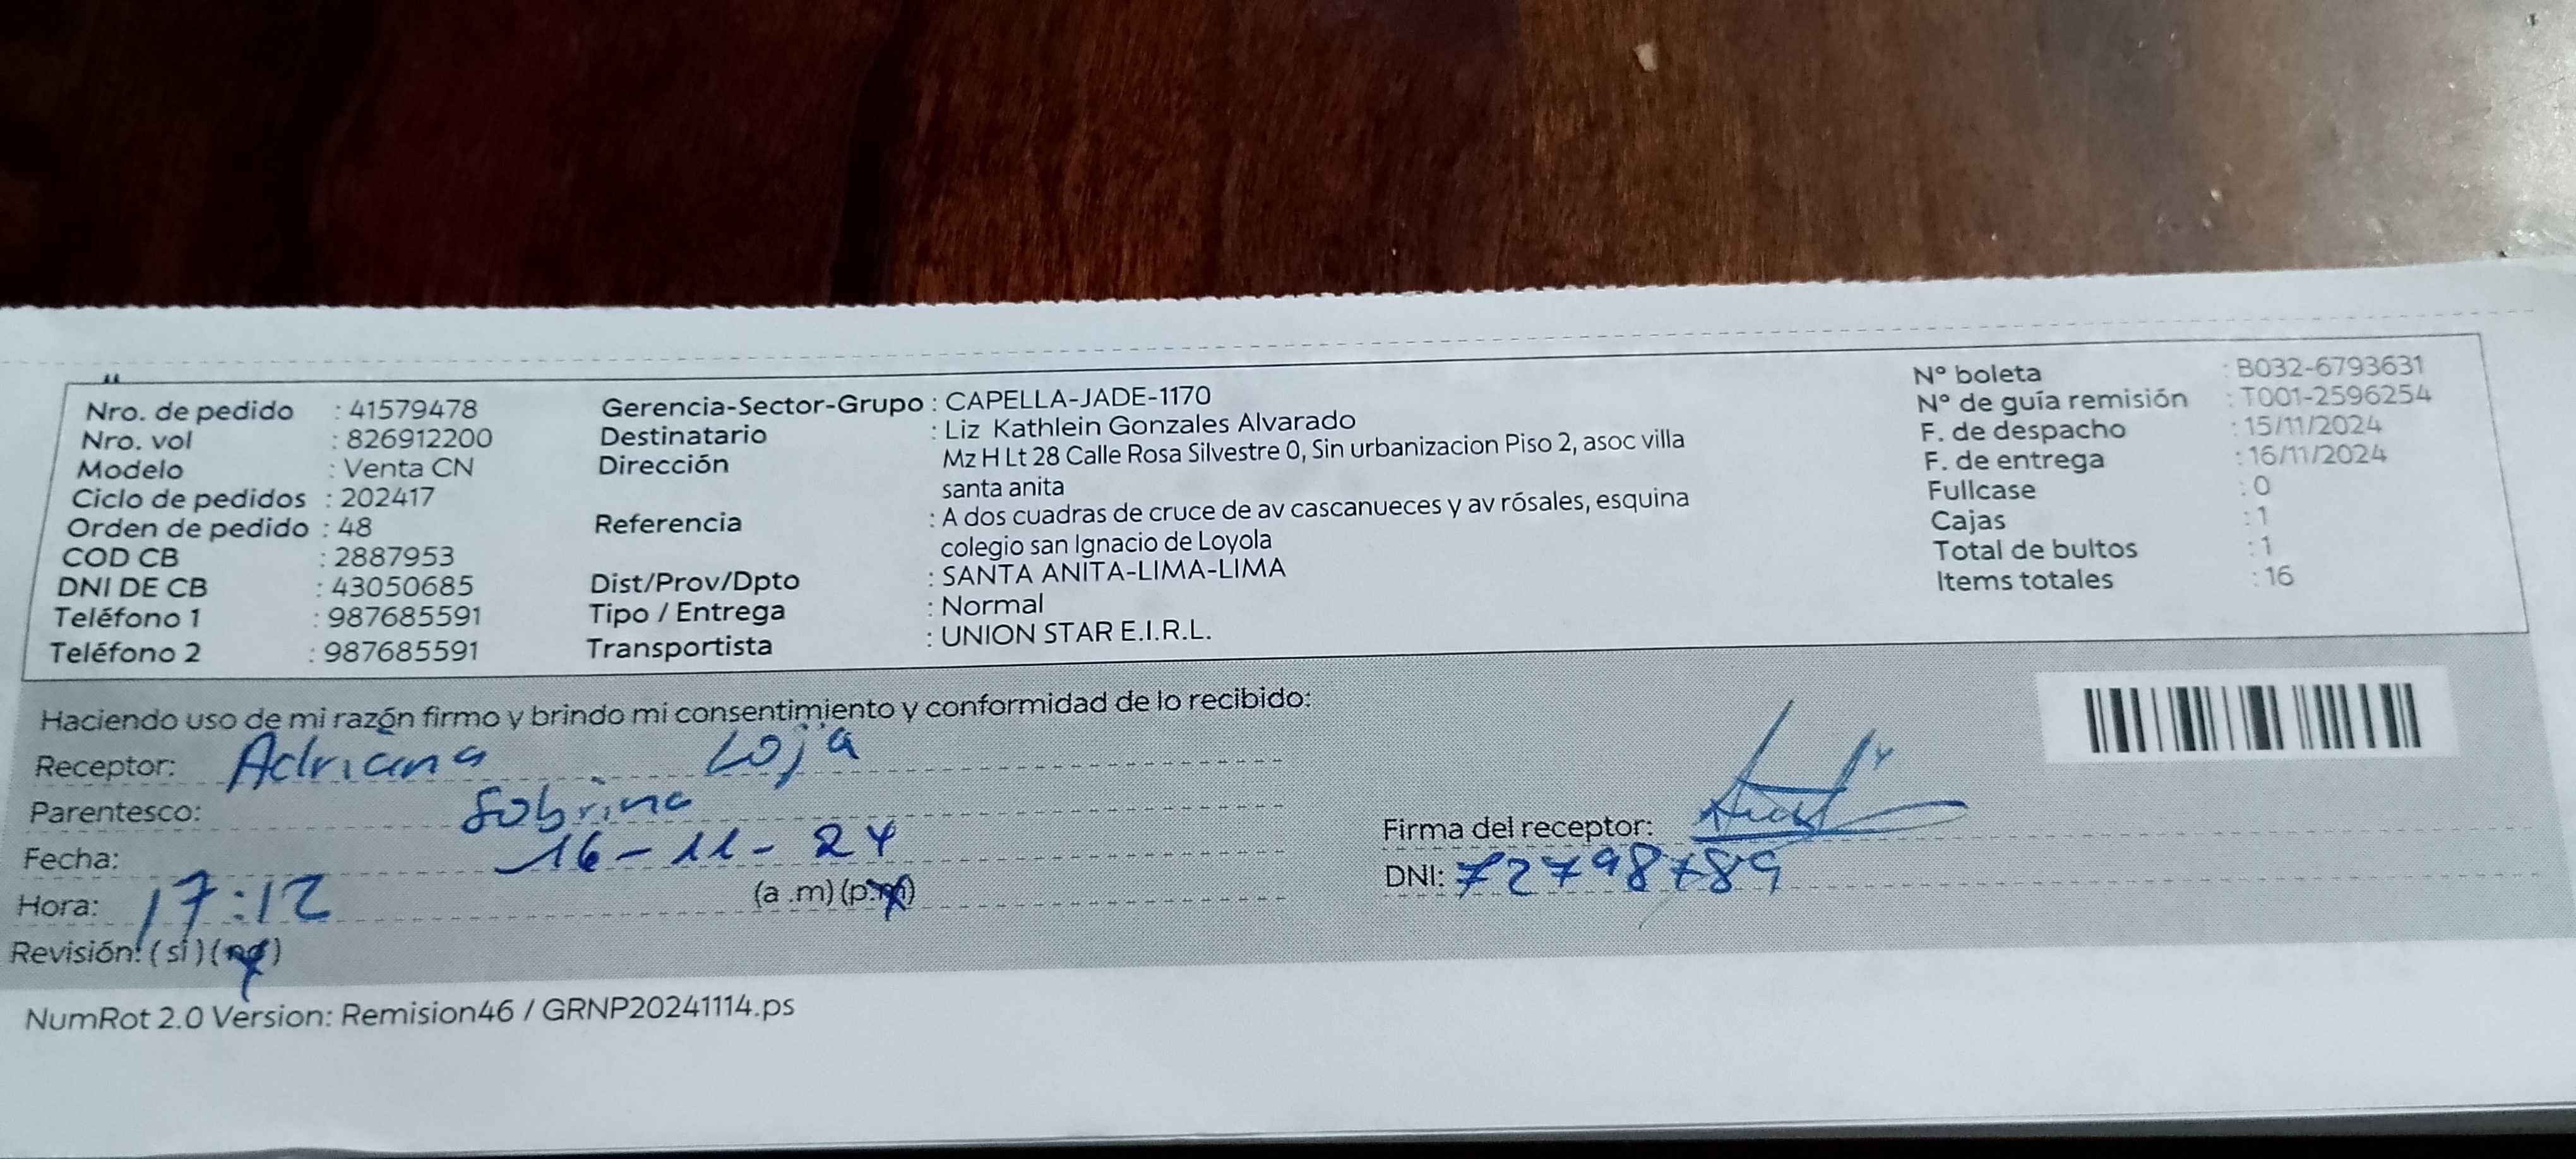 Nro. de pedido : 41579478
Nro. vol : 826912200
Modelo : Venta CN
Ciclo de pedidos : 202417
Orden de pedido : 48
COD CB : 2887953
DNI DE CB : 43050685
Teléfono 1 : 987685591
Teléfono 2 : 987685591
Gerencia-Sector-Grupo : CAPELLA-JADE-1170
Destinatario : Liz Kathlein Gonzales Alvarado
Dirección Mz H Lt 28 Calle Rosa Silvestre 0, Sin urbanizacion Piso 2, asoc villa
santa anita
Referencia : A dos cuadras de cruce de av cascanueces y av rósales, esquina
colegio san Ignacio de Loyola
Dist/Prov/Dpto : SANTA ANITA-LIMA-LIMA
Tipo / Entrega : Normal
Transportista : UNION STAR E.I.R.L.
N° boleta : B032-6793631
N° de guía remisión : T001-2596254
F. de despacho : 15/11/2024
F. de entrega : 16/11/2024
Fullcase : 0
Cajas : 1
Total de bultos : 1
Items totales : 16
Haciendo uso de mi razón firmo y brindo mi consentimiento y conformidad de lo recibido:
Receptor: Adriana Loja
Parentesco: Sobrina
Fecha: 16-11-24
Hora: 17:12 (a .m) (p.m)
Revisión: (si) (no)
Firma del receptor:
DNI: 72798789
NumRot 2.0 Version: Remision46 / GRNP20241114.ps